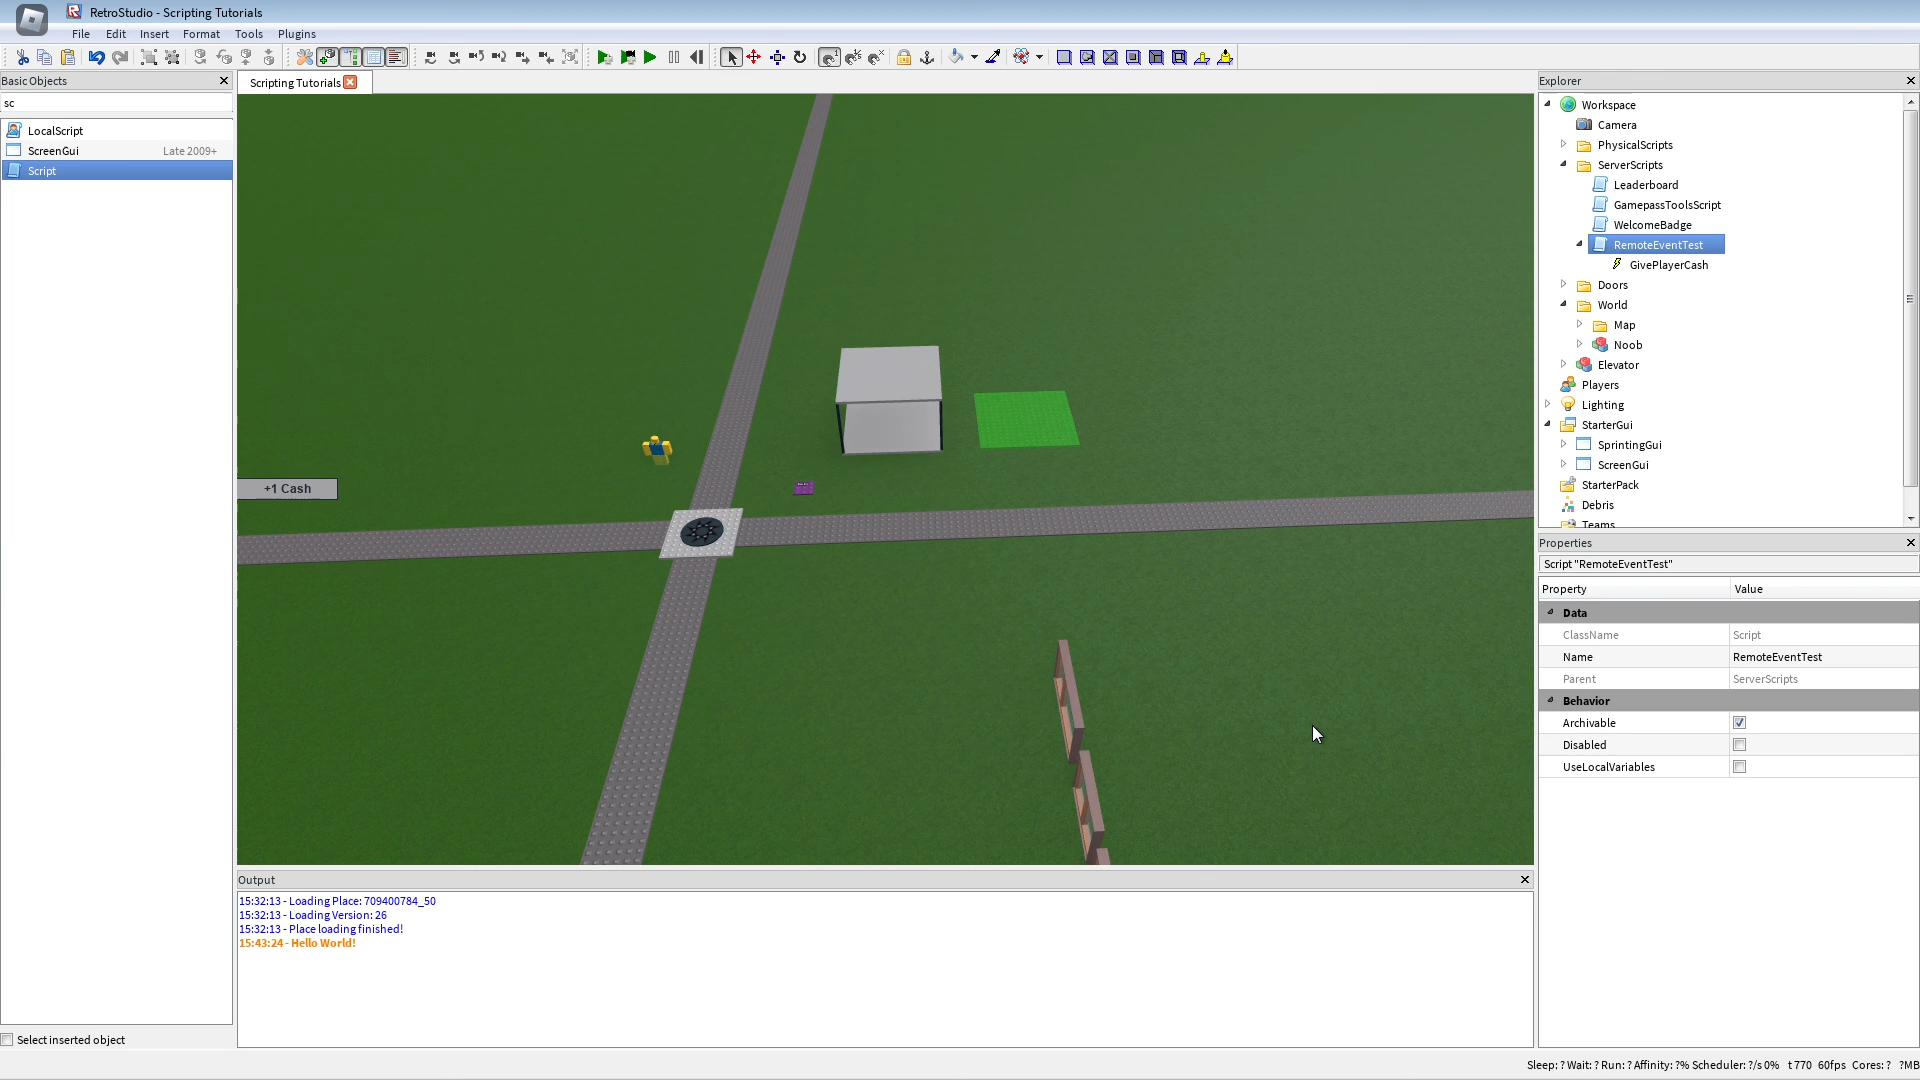 RetroStudio - Scripting Tutorials
File Edit Insert Format Tools Plugins
Basic Objects
sc
LocalScript
ScreenGui Late 2009+
Script
Select inserted object
Scripting Tutorials
+1 Cash
Output
15:32:13 - Loading Place: 709400784_50
15:32:13 - Loading Version: 26
15:32:13 - Place loading finished!
15:43:24 - Hello World!
Explorer
Workspace
Camera
PhysicalScripts
ServerScripts
Leaderboard
GamepassToolsScript
WelcomeBadge
RemoteEventTest
GivePlayerCash
Doors
World
Map
Noob
Elevator
Players
Lighting
StarterGui
SprintingGui
ScreenGui
StarterPack
Debris
Teams
Properties
Script "RemoteEventTest"
Property Value
Data
ClassName Script
Name RemoteEventTest
Parent ServerScripts
Behavior
Archivable
Disabled
UseLocalVariables
Sleep: ? Wait: ? Run: ? Affinity: ?% Scheduler: ?/s 0% t 770 60fps Cores: ? ?MB